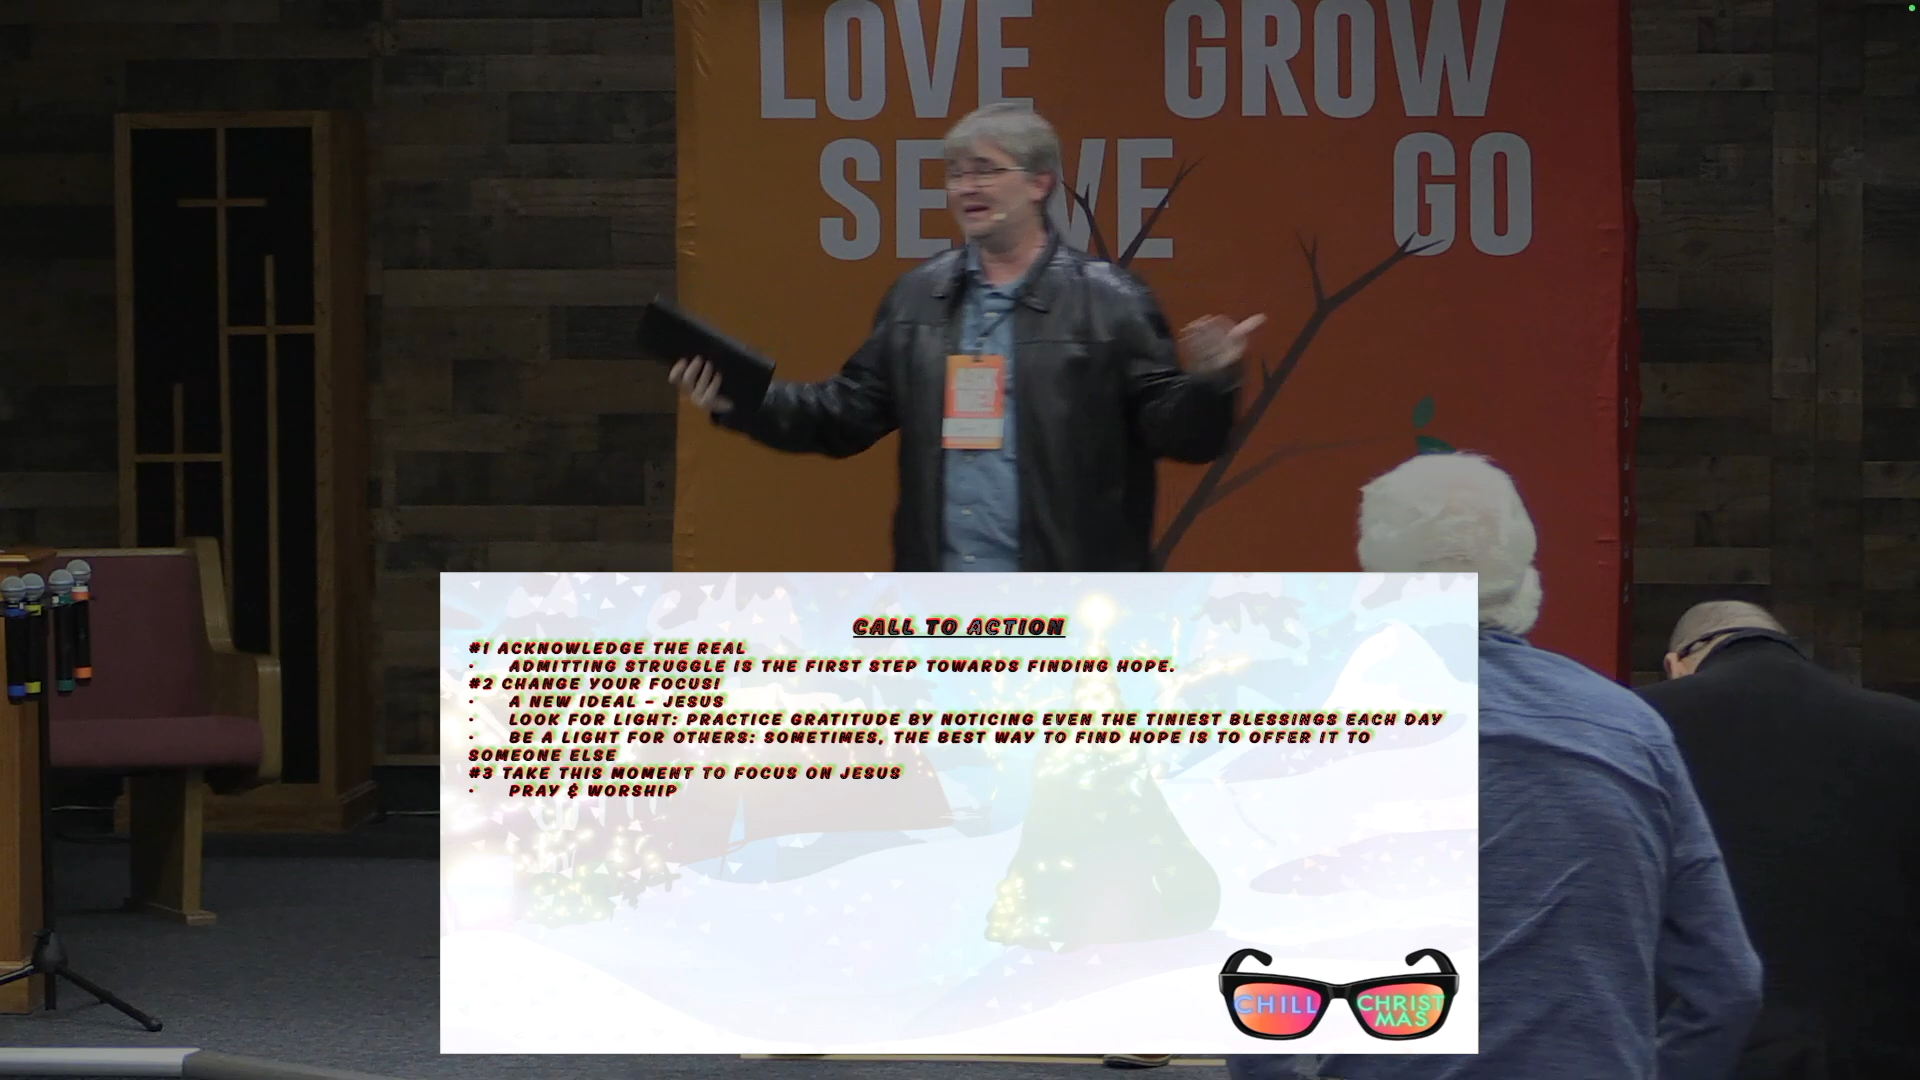 LOVE GROW
SERVE GO
CALL TO ACTION
#1 ACKNOWLEDGE THE REAL
· ADMITTING STRUGGLE IS THE FIRST STEP TOWARDS FINDING HOPE.
#2 CHANGE YOUR FOCUS!
· A NEW IDEAL – JESUS
· LOOK FOR LIGHT: PRACTICE GRATITUDE BY NOTICING EVEN THE TINIEST BLESSINGS EACH DAY
· BE A LIGHT FOR OTHERS: SOMETIMES, THE BEST WAY TO FIND HOPE IS TO OFFER IT TO
SOMEONE ELSE
#3 TAKE THIS MOMENT TO FOCUS ON JESUS
· PRAY & WORSHIP
CHILL CHRIST
MAS